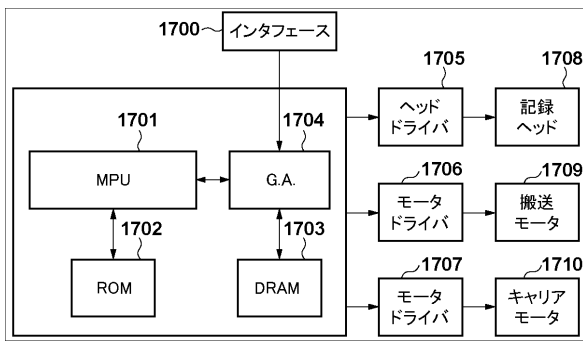 1700
インタフェース
1705
1708
ヘッド
ドライバ
記録
ヘッド
1701
1704
MPU
G.A.
1706
1709
モータ
ドライバ
搬送
モータ
1702
1703
ROM
DRAM
1707
1710
モータ
ドライバ
キャリア
モータ